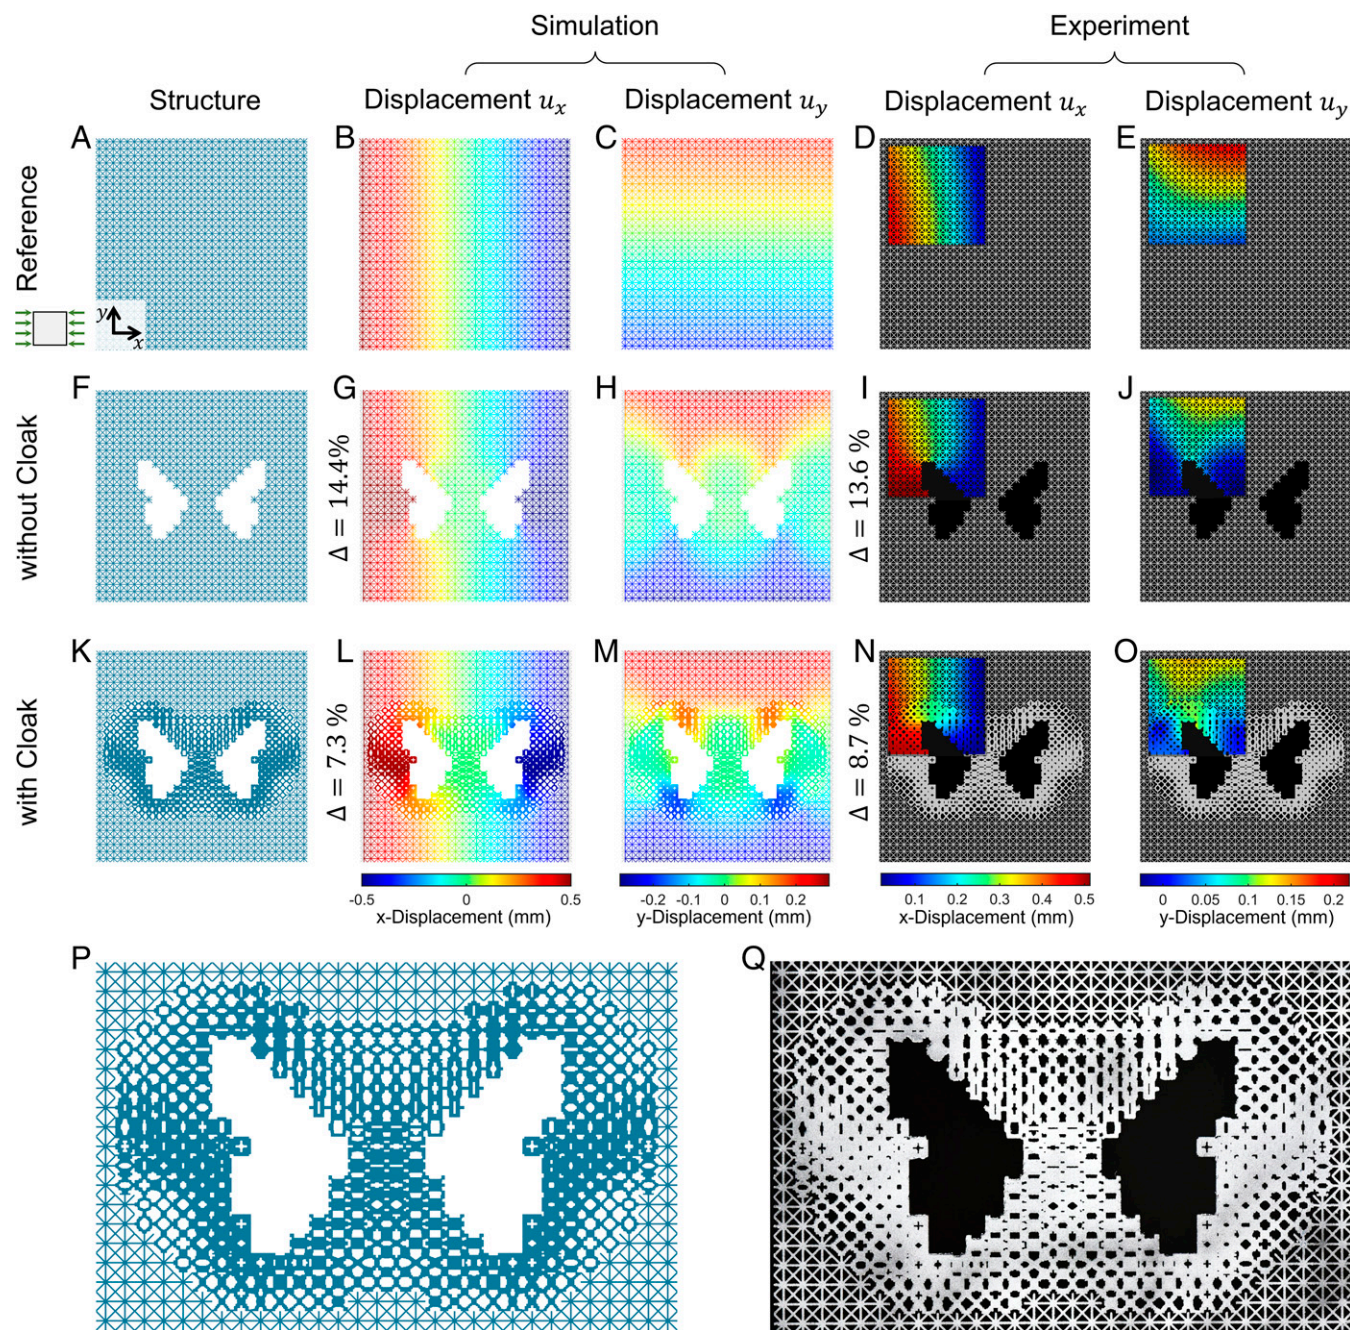 Simulation
Experiment
Structure
Displacement uₓ
Displacement u_y
Displacement uₓ
Displacement u_y
A
B
C
D
E
Reference
y
x
F
G
H
I
J
without Cloak
Δ = 14.4%
Δ = 13.6 %
K
L
M
N
O
with Cloak
Δ = 7.3 %
Δ = 8.7 %
-0.5 0 0.5
x-Displacement (mm)
-0.2 -0.1 0 0.1 0.2
y-Displacement (mm)
0.1 0.2 0.3 0.4 0.5
x-Displacement (mm)
0 0.05 0.1 0.15 0.2
y-Displacement (mm)
P
Q